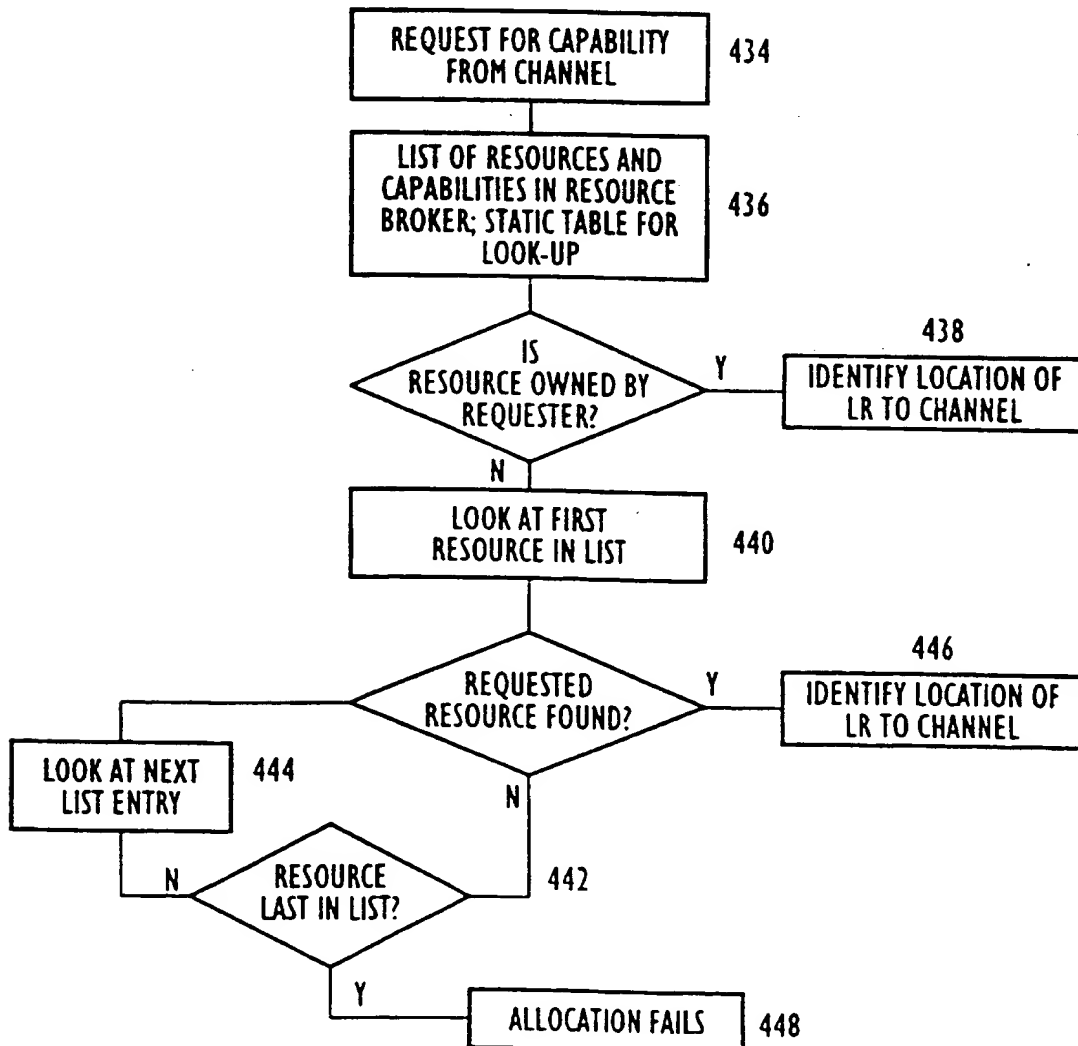 REQUEST FOR CAPABILITY
FROM CHANNEL
434
LIST OF RESOURCES AND
CAPABILITIES IN RESOURCE
BROKER; STATIC TABLE FOR
LOOK-UP
436
IS
RESOURCE OWNED BY
REQUESTER?
Y
438
IDENTIFY LOCATION OF
LR TO CHANNEL
N
LOOK AT FIRST
RESOURCE IN LIST
440
REQUESTED
RESOURCE FOUND?
Y
446
IDENTIFY LOCATION OF
LR TO CHANNEL
LOOK AT NEXT
LIST ENTRY
444
N
RESOURCE
LAST IN LIST?
N
442
Y
ALLOCATION FAILS
448